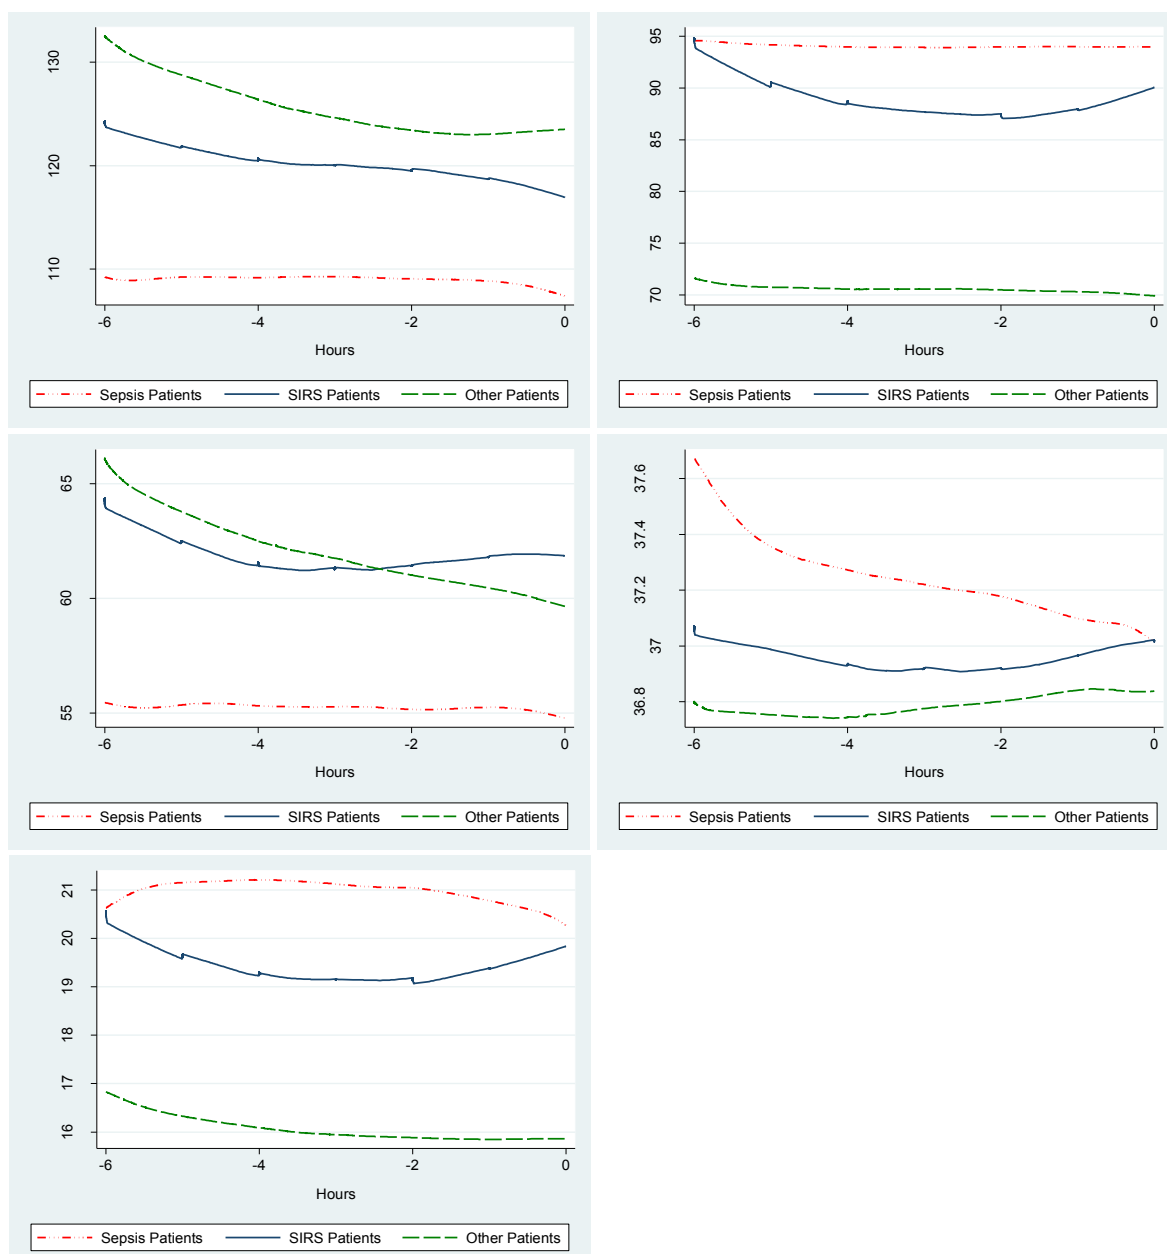 130
120
110
-6 -4 -2 0
Hours
Sepsis Patients SIRS Patients Other Patients
95
90
85
80
75
70
-6 -4 -2 0
Hours
Sepsis Patients SIRS Patients Other Patients
65
60
55
-6 -4 -2 0
Hours
Sepsis Patients SIRS Patients Other Patients
37.6
37.4
37.2
37
36.8
-6 -4 -2 0
Hours
Sepsis Patients SIRS Patients Other Patients
21
20
19
18
17
16
-6 -4 -2 0
Hours
Sepsis Patients SIRS Patients Other Patients